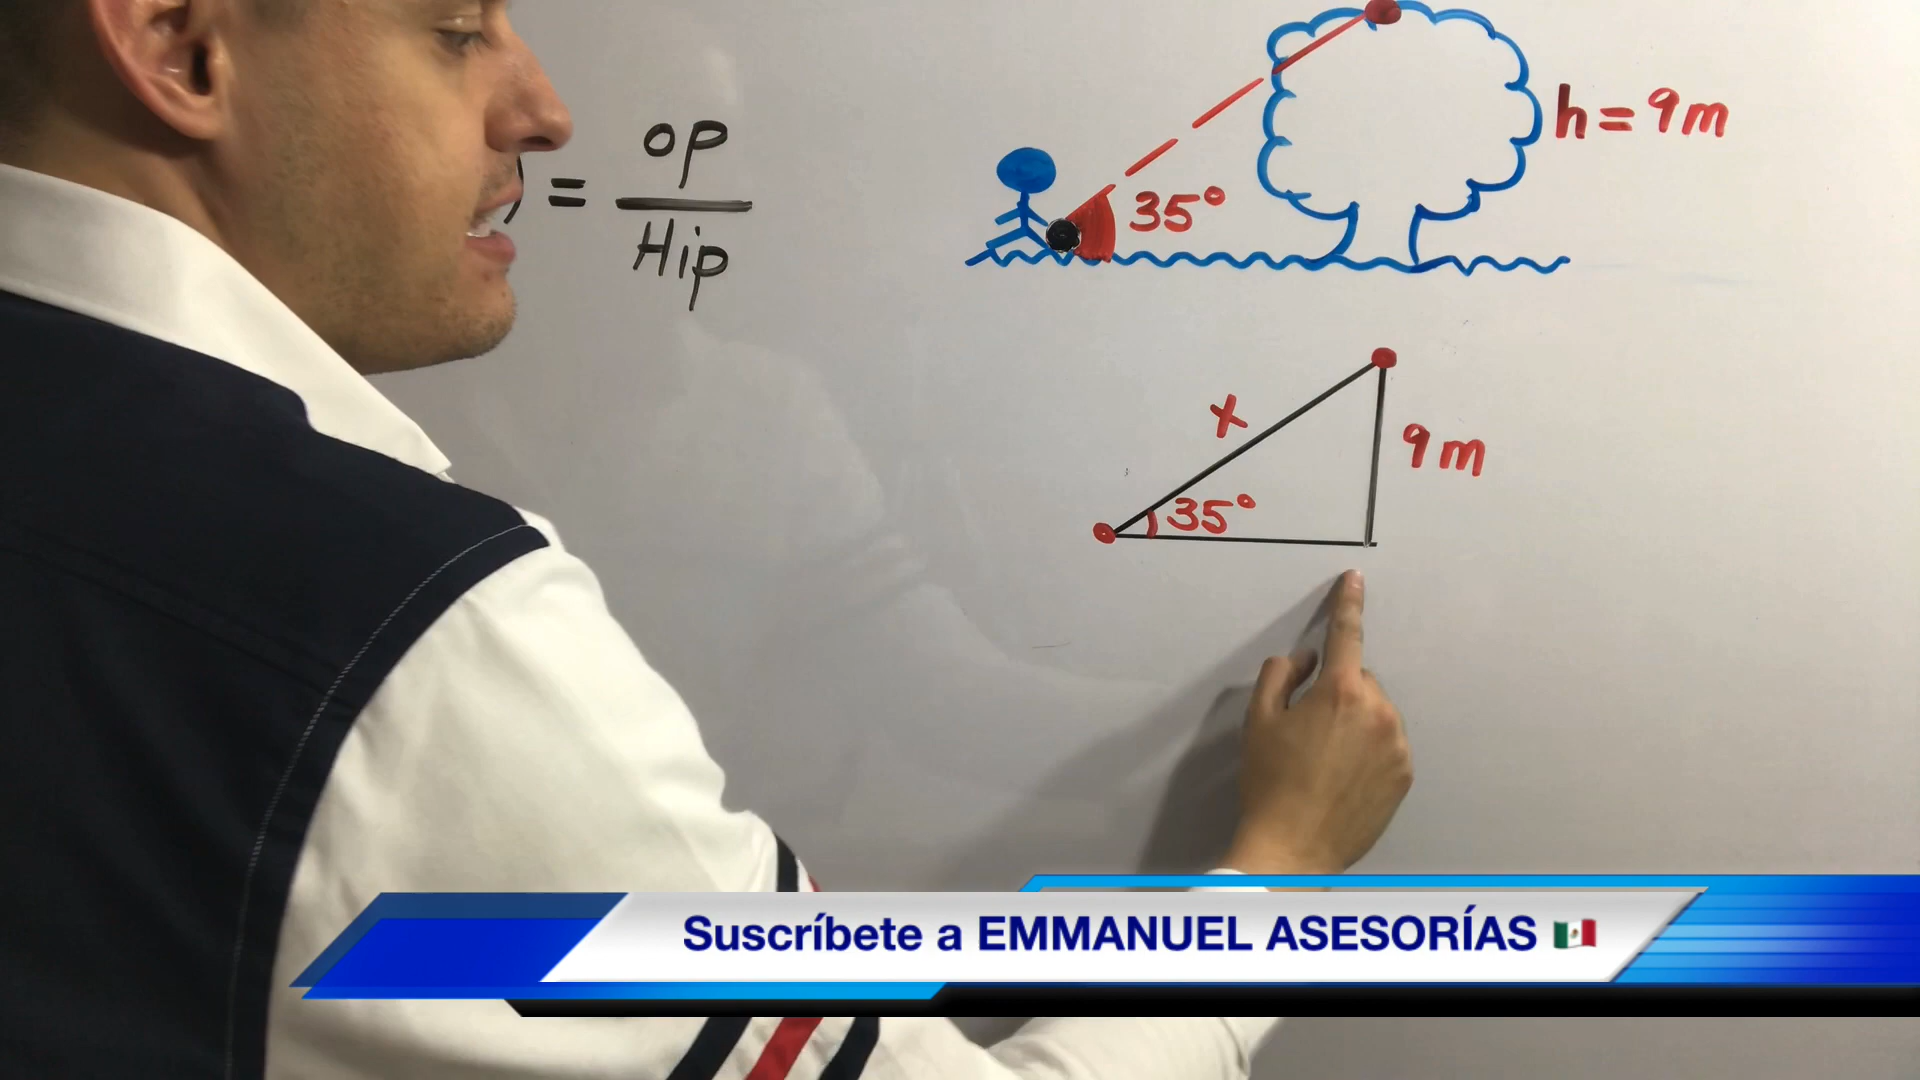 ) = op
Hip
h = 9m
35°
x
9m
35°
Suscríbete a EMMANUEL ASESORÍAS 🇲🇽